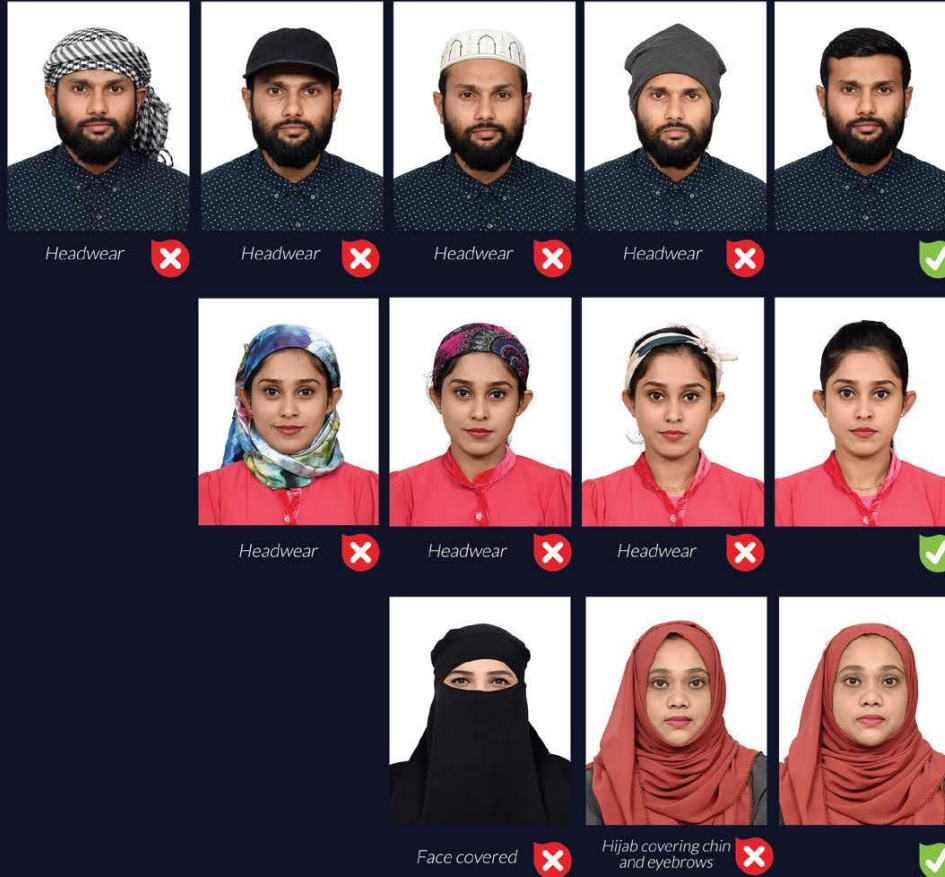 Headwear
Headwear
Headwear
Headwear
Headwear
Headwear
Headwear
Face covered
Hijab covering chin
and eyebrows